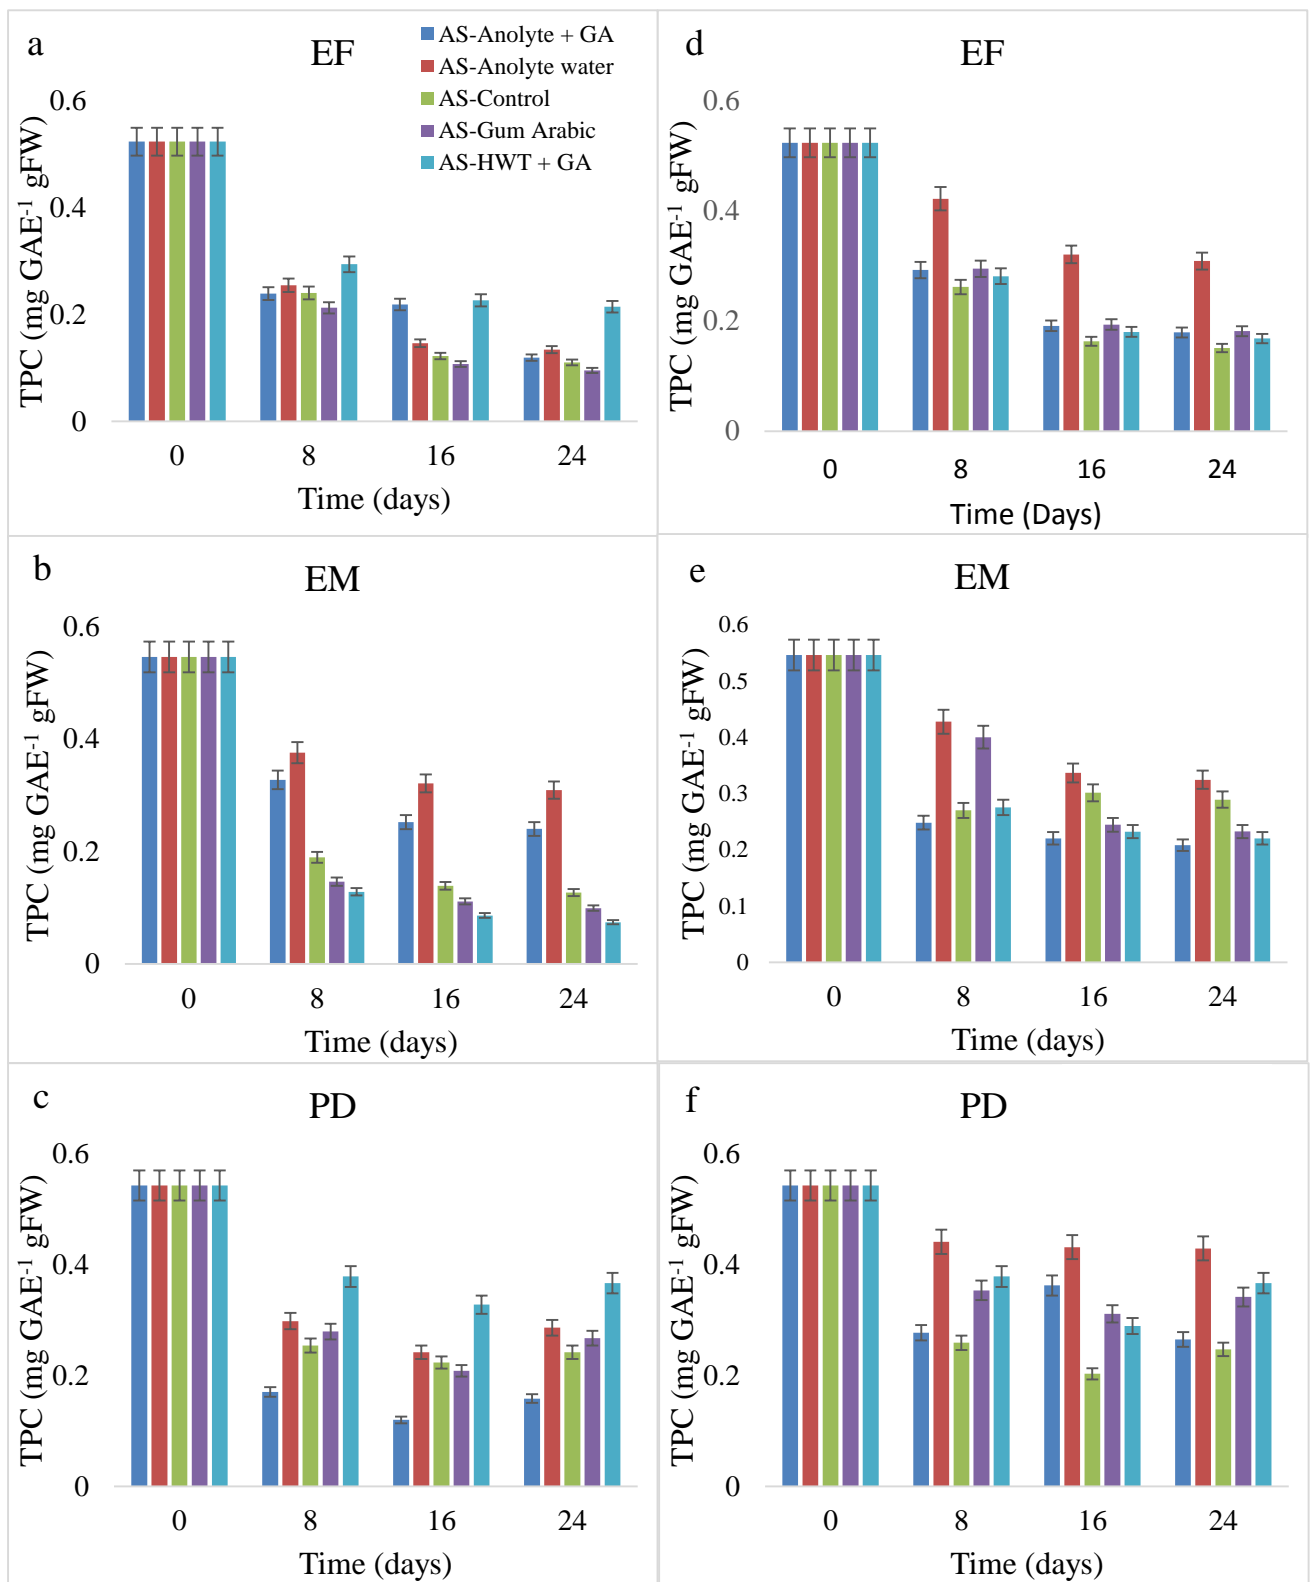 a
EF
AS-Anolyte + GA
AS-Anolyte water
AS-Control
AS-Gum Arabic
AS-HWT + GA
TPC (mg GAE⁻¹ gFW)
0.6
0.4
0.2
0
0 8 16 24
Time (days)
d
EF
TPC (mg GAE⁻¹ gFW)
0.6
0.4
0.2
0
0 8 16 24
Time (Days)
b
EM
TPC (mg GAE⁻¹ gFW)
0.6
0.4
0.2
0
0 8 16 24
Time (days)
e
EM
TPC (mg GAE⁻¹ gFW)
0.6
0.5
0.4
0.3
0.2
0.1
0
0 8 16 24
Time (days)
c
PD
TPC (mg GAE⁻¹ gFW)
0.6
0.4
0.2
0
0 8 16 24
Time (days)
f
PD
TPC (mg GAE⁻¹ gFW)
0.6
0.4
0.2
0
0 8 16 24
Time (days)